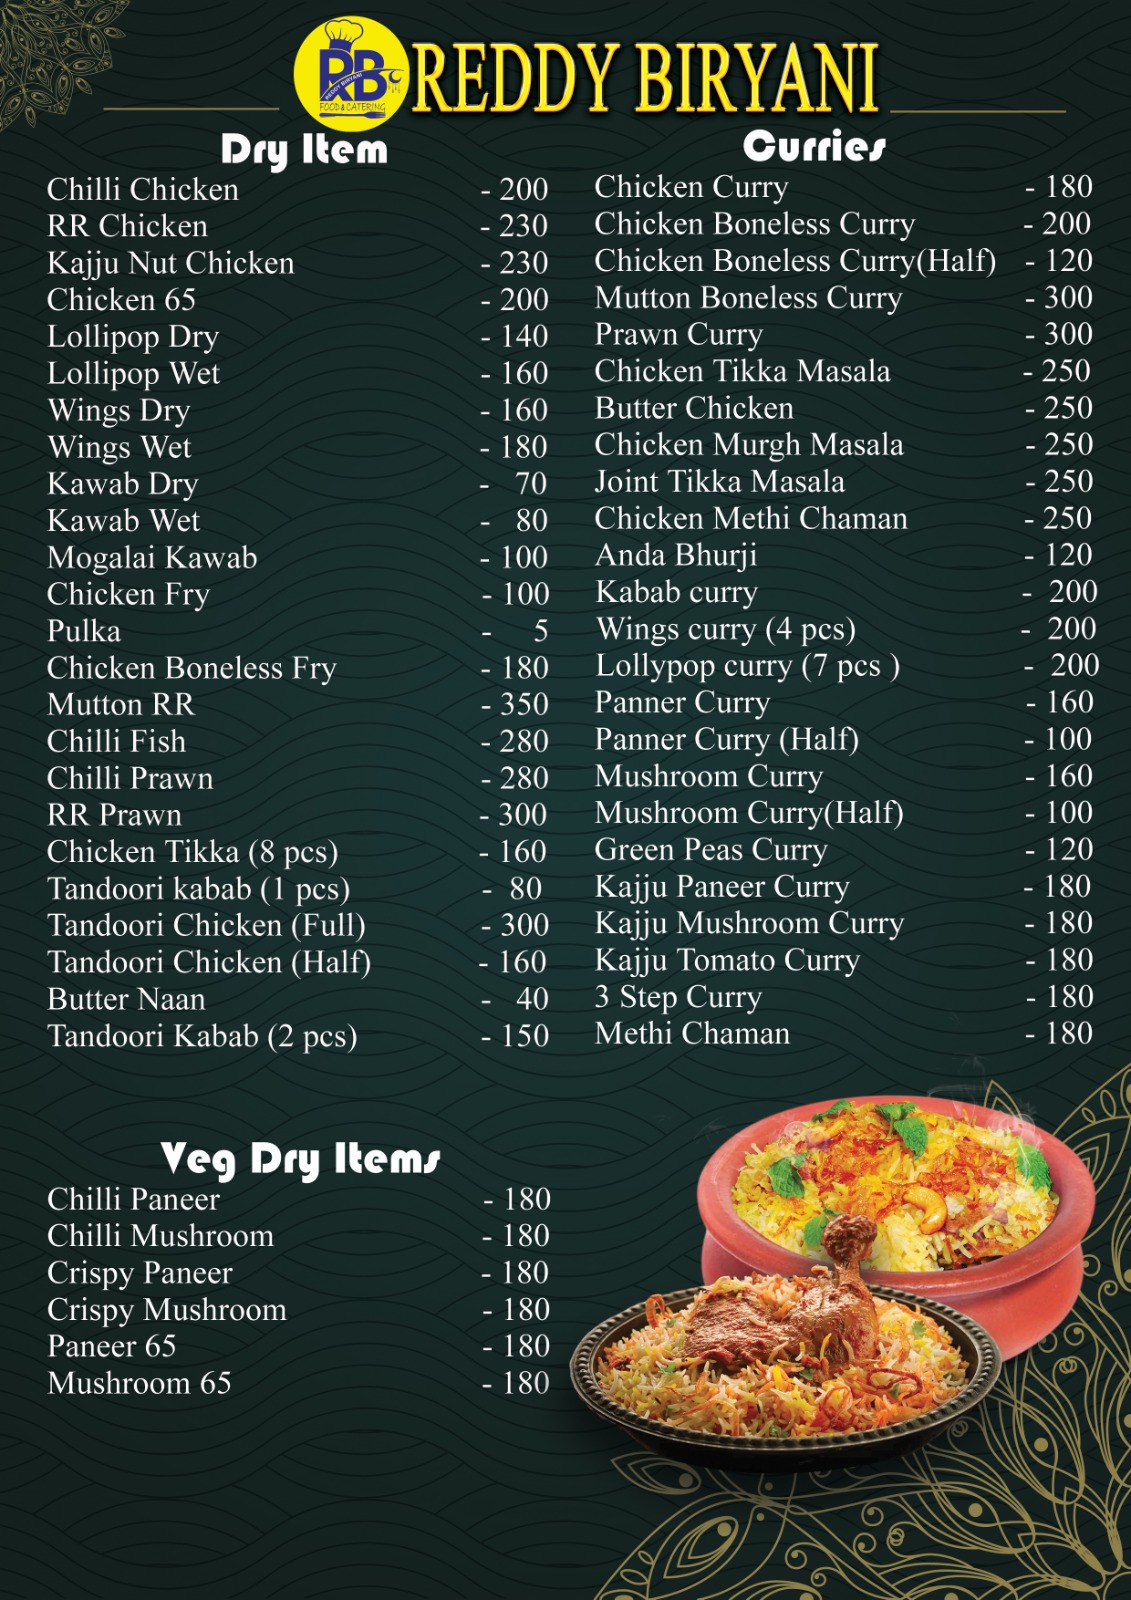 RB
REDDY BIRYANI
FOOD & CATERING
REDDY BIRYANI
Dry Item
Chilli Chicken - 200
RR Chicken - 230
Kajju Nut Chicken - 230
Chicken 65 - 200
Lollipop Dry - 140
Lollipop Wet - 160
Wings Dry - 160
Wings Wet - 180
Kawab Dry - 70
Kawab Wet - 80
Mogalai Kawab - 100
Chicken Fry - 100
Pulka - 5
Chicken Boneless Fry - 180
Mutton RR - 350
Chilli Fish - 280
Chilli Prawn - 280
RR Prawn - 300
Chicken Tikka (8 pcs) - 160
Tandoori kabab (1 pcs) - 80
Tandoori Chicken (Full) - 300
Tandoori Chicken (Half) - 160
Butter Naan - 40
Tandoori Kabab (2 pcs) - 150
Veg Dry Items
Chilli Paneer - 180
Chilli Mushroom - 180
Crispy Paneer - 180
Crispy Mushroom - 180
Paneer 65 - 180
Mushroom 65 - 180
Curries
Chicken Curry - 180
Chicken Boneless Curry - 200
Chicken Boneless Curry(Half) - 120
Mutton Boneless Curry - 300
Prawn Curry - 300
Chicken Tikka Masala - 250
Butter Chicken - 250
Chicken Murgh Masala - 250
Joint Tikka Masala - 250
Chicken Methi Chaman - 250
Anda Bhurji - 120
Kabab curry - 200
Wings curry (4 pcs) - 200
Lollypop curry (7 pcs ) - 200
Panner Curry - 160
Panner Curry (Half) - 100
Mushroom Curry - 160
Mushroom Curry(Half) - 100
Green Peas Curry - 120
Kajju Paneer Curry - 180
Kajju Mushroom Curry - 180
Kajju Tomato Curry - 180
3 Step Curry - 180
Methi Chaman - 180